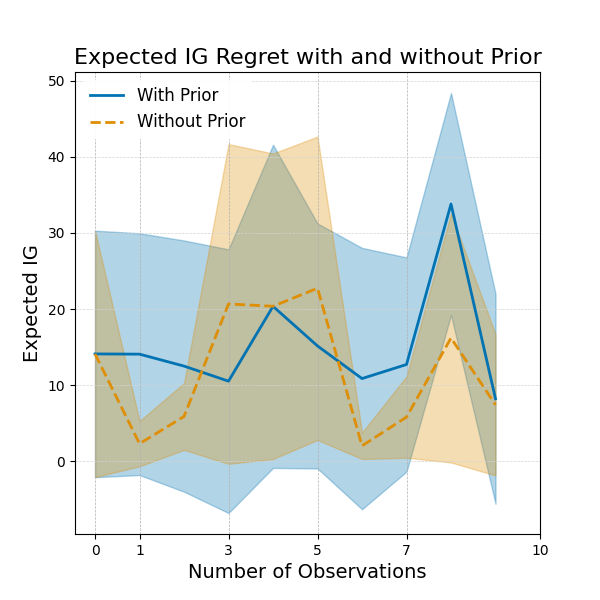 Expected IG Regret with and without Prior
50
40
30
20
10
0
Expected IG
With Prior
Without Prior
0 1 3 5 7 10
Number of Observations